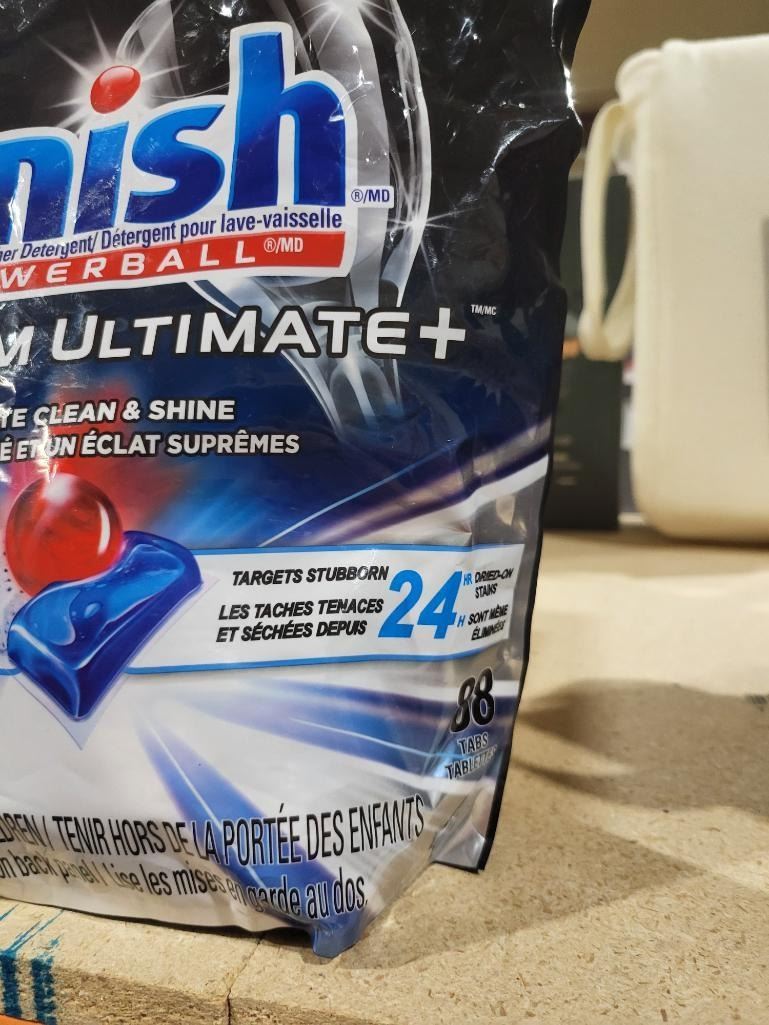 nish ®/MD
her Detergent/ Détergent pour lave-vaisselle
WERBALL ®/MD
M ULTIMATE+ TM/MC
TE CLEAN & SHINE
É ET UN ÉCLAT SUPRÊMES
TARGETS STUBBORN 24 HR DRIED-ON STAINS
LES TACHES TENACES
ET SÉCHÉES DEPUIS 24 H SONT MÊME ÉLIMINÉES
88
TABS
TABLETTES
LDREN / TENIR HORS DE LA PORTÉE DES ENFANTS
on back panel / Lise les mises en garde au dos.